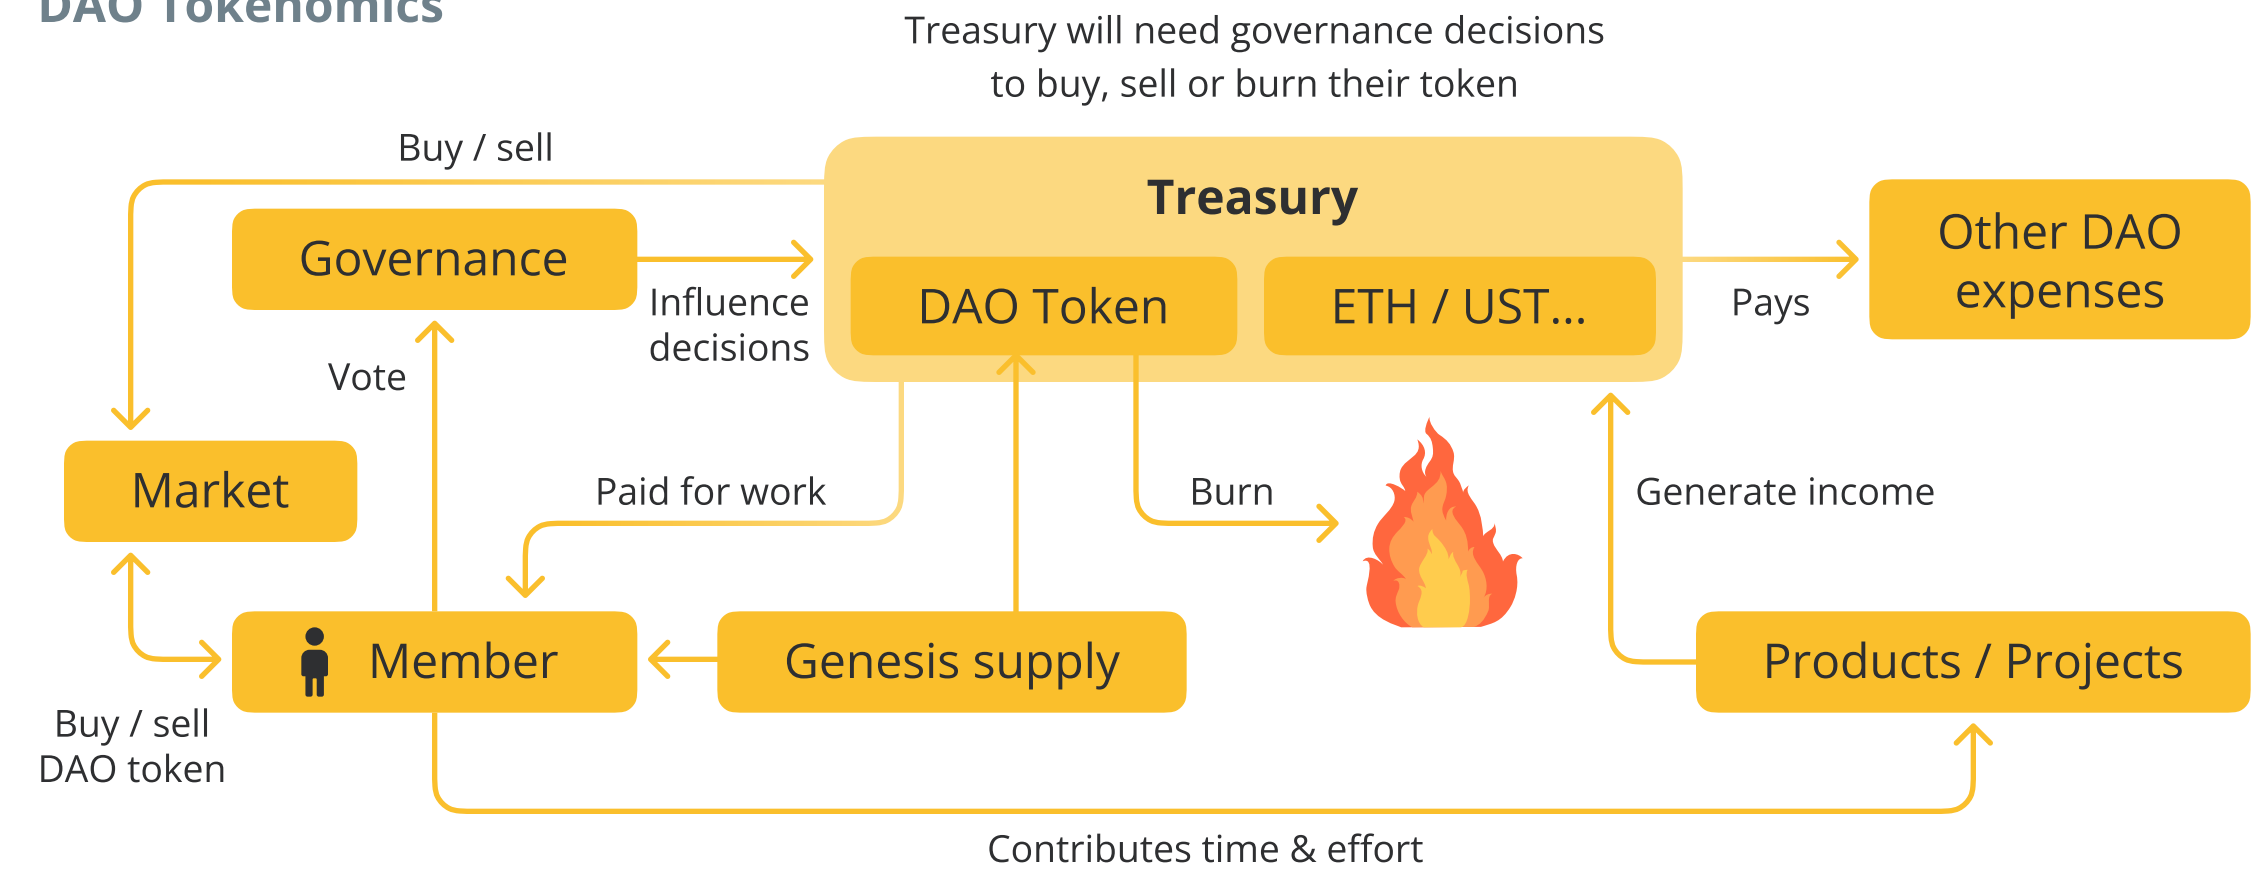 DAO Tokenomics
Treasury will need governance decisions
to buy, sell or burn their token
Buy / sell
Treasury
Governance
Other DAO
expenses
DAO Token
ETH / UST...
Influence
decisions
Pays
Vote
Market
Paid for work
Burn
Generate income
Member
Genesis supply
Products / Projects
Buy / sell
DAO token
Contributes time & effort